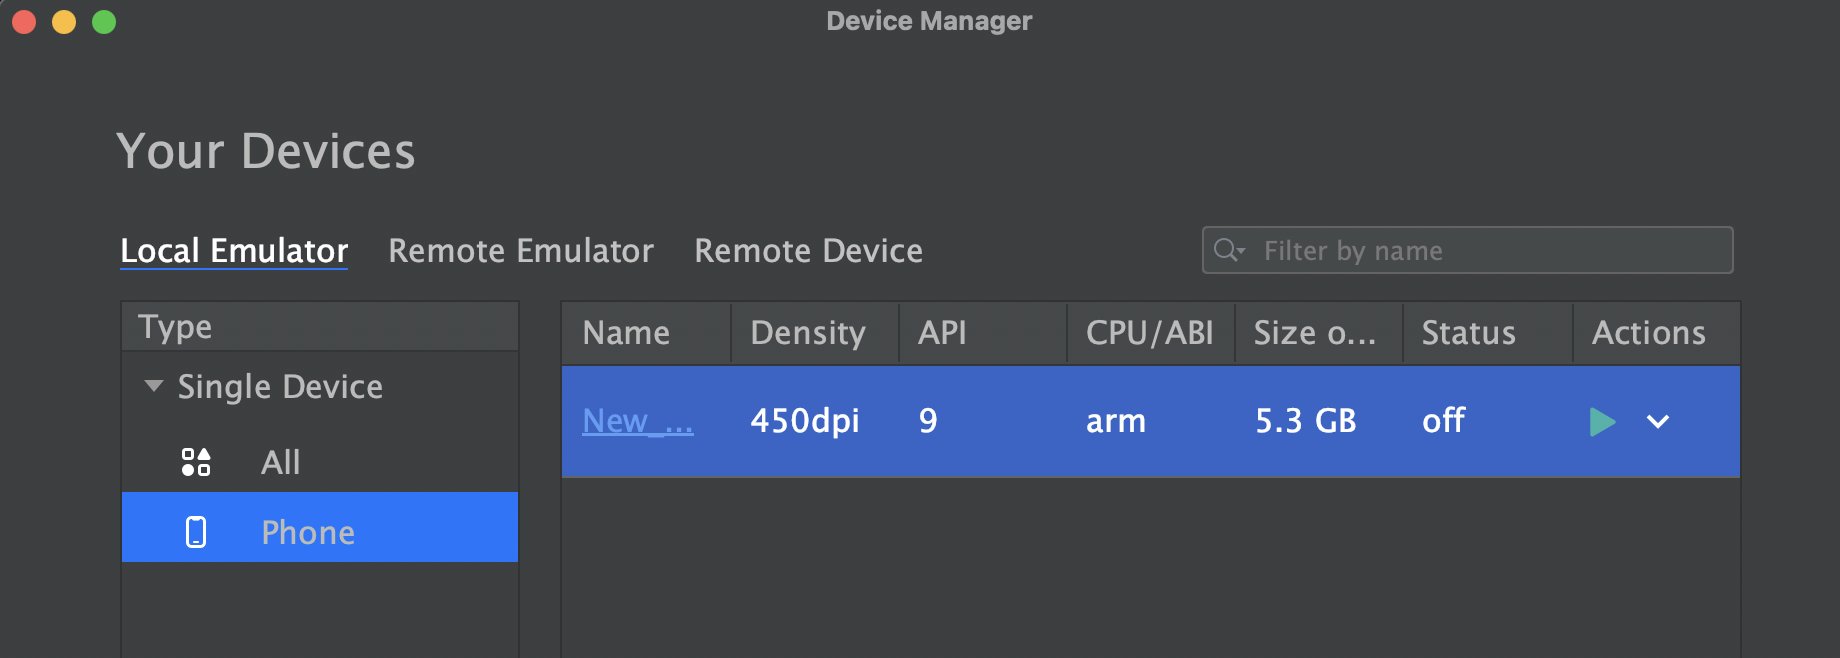 Device Manager
Your Devices
Local Emulator Remote Emulator Remote Device Filter by name
Type
Single Device
All
Phone
Name Density API CPU/ABI Size o... Status Actions
New_... 450dpi 9 arm 5.3 GB off